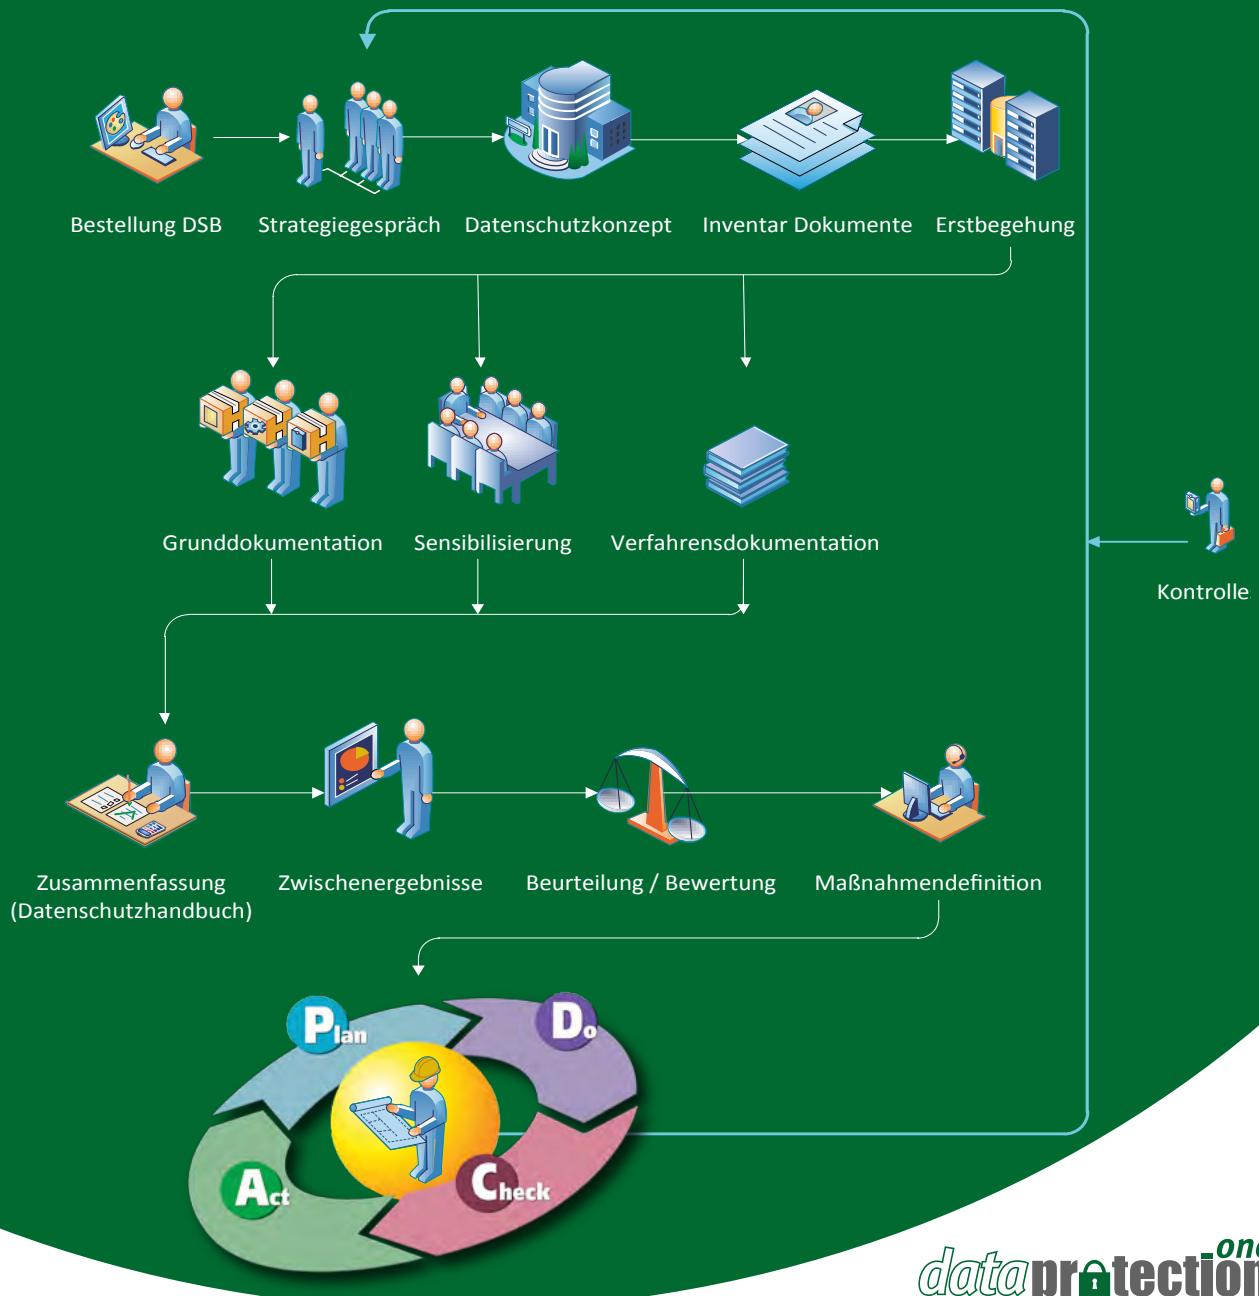 Bestellung DSB
Strategiegespräch
Datenschutzkonzept
Inventar Dokumente
Erstbegehung
Grunddokumentation
Sensibilisierung
Verfahrensdokumentation
Kontrolle
Zusammenfassung
(Datenschutzhandbuch)
Zwischenergebnisse
Beurteilung / Bewertung
Maßnahmendefinition
Plan
Do
Act
Check
one
dataprotection